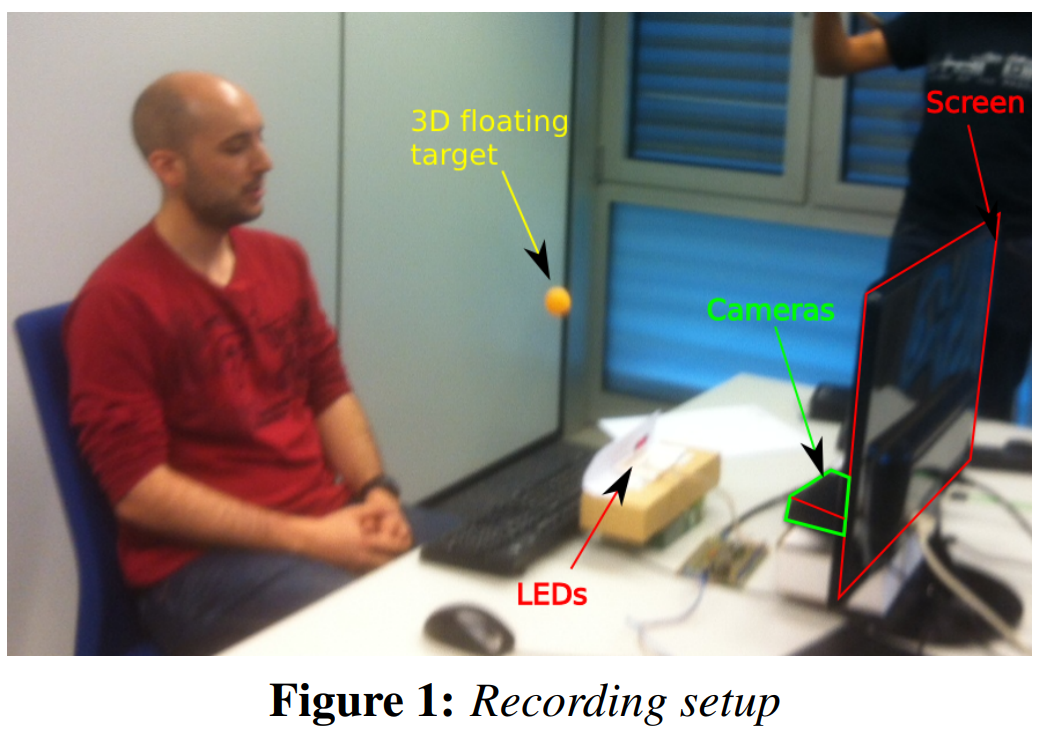 3D floating
target
Screen
Cameras
LEDs
Figure 1: Recording setup